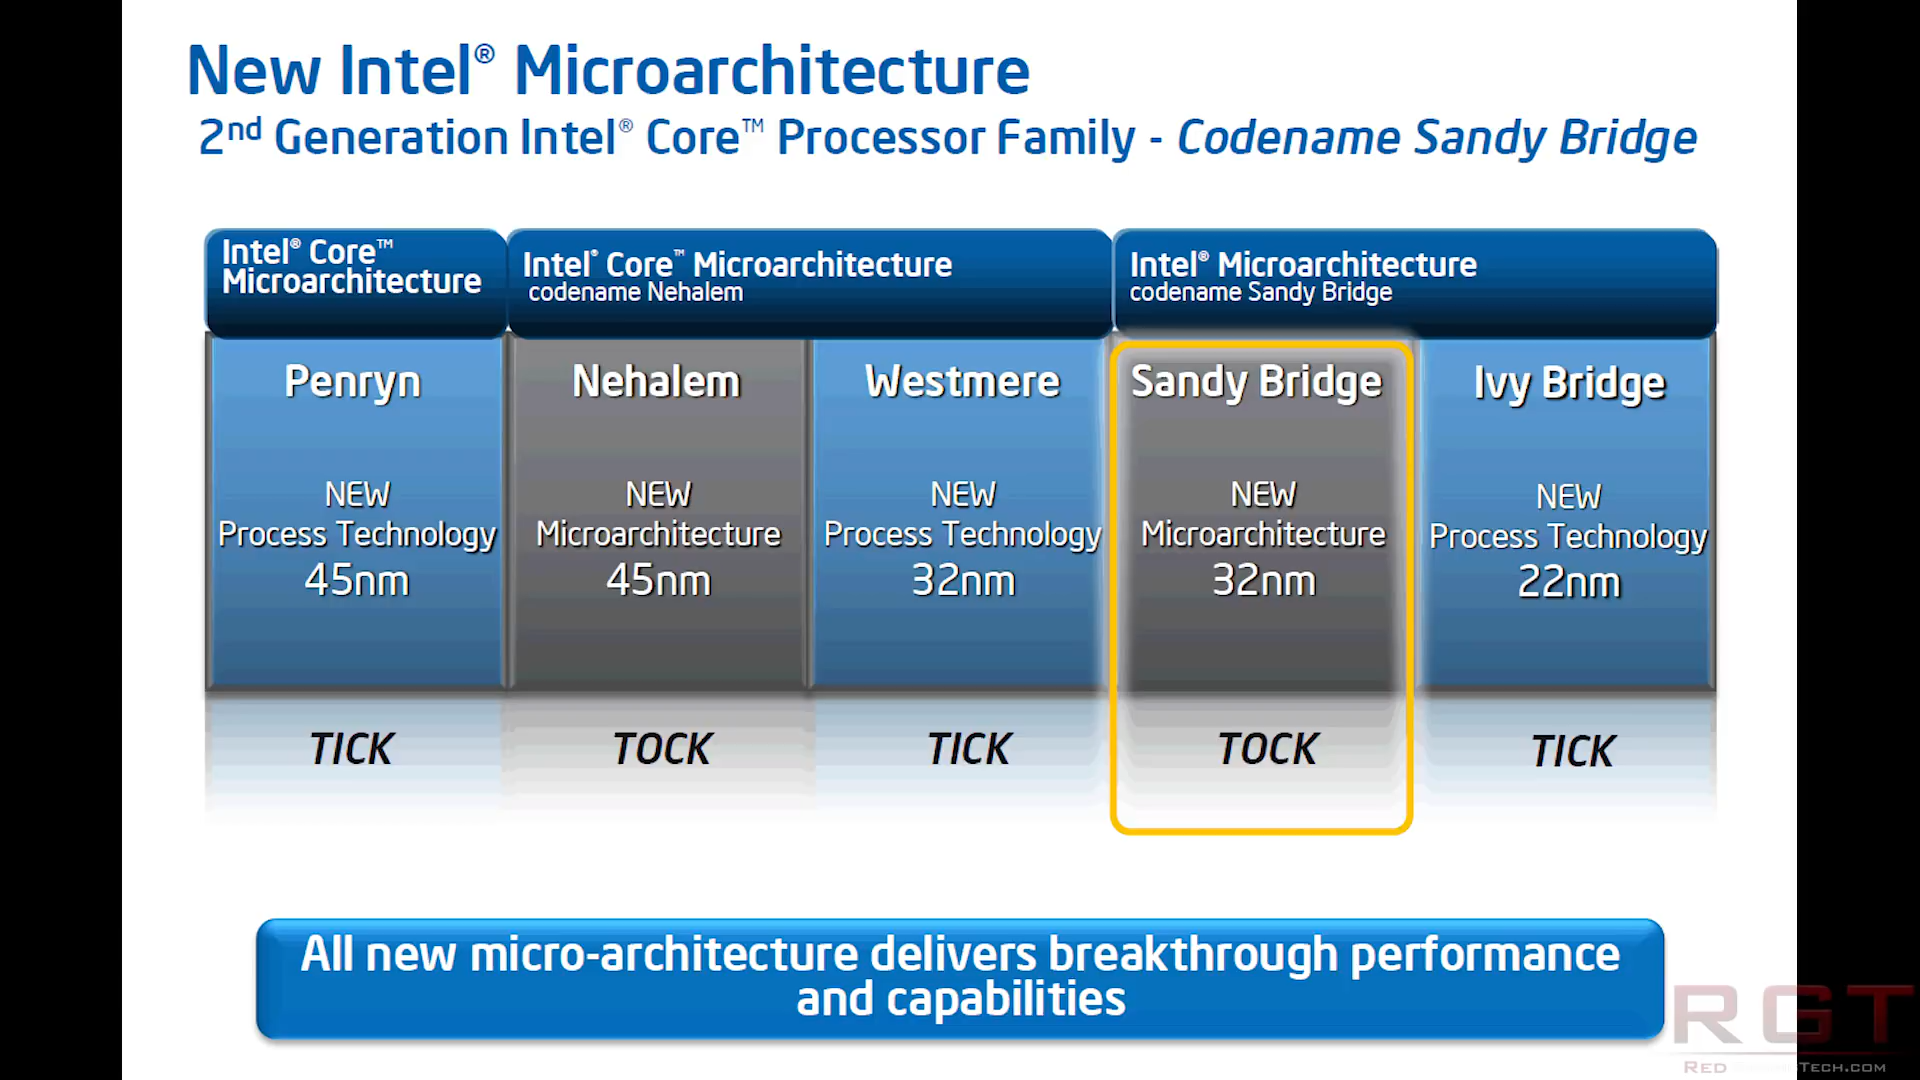 New Intel® Microarchitecture
2nd Generation Intel® Core™ Processor Family - Codename Sandy Bridge
Intel® Core™
Microarchitecture
Intel® Core™ Microarchitecture
codename Nehalem
Intel® Microarchitecture
codename Sandy Bridge
Penryn
NEW
Process Technology
45nm
TICK
Nehalem
NEW
Microarchitecture
45nm
TOCK
Westmere
NEW
Process Technology
32nm
TICK
Sandy Bridge
NEW
Microarchitecture
32nm
TOCK
Ivy Bridge
NEW
Process Technology
22nm
TICK
All new micro-architecture delivers breakthrough performance
and capabilities
RGT